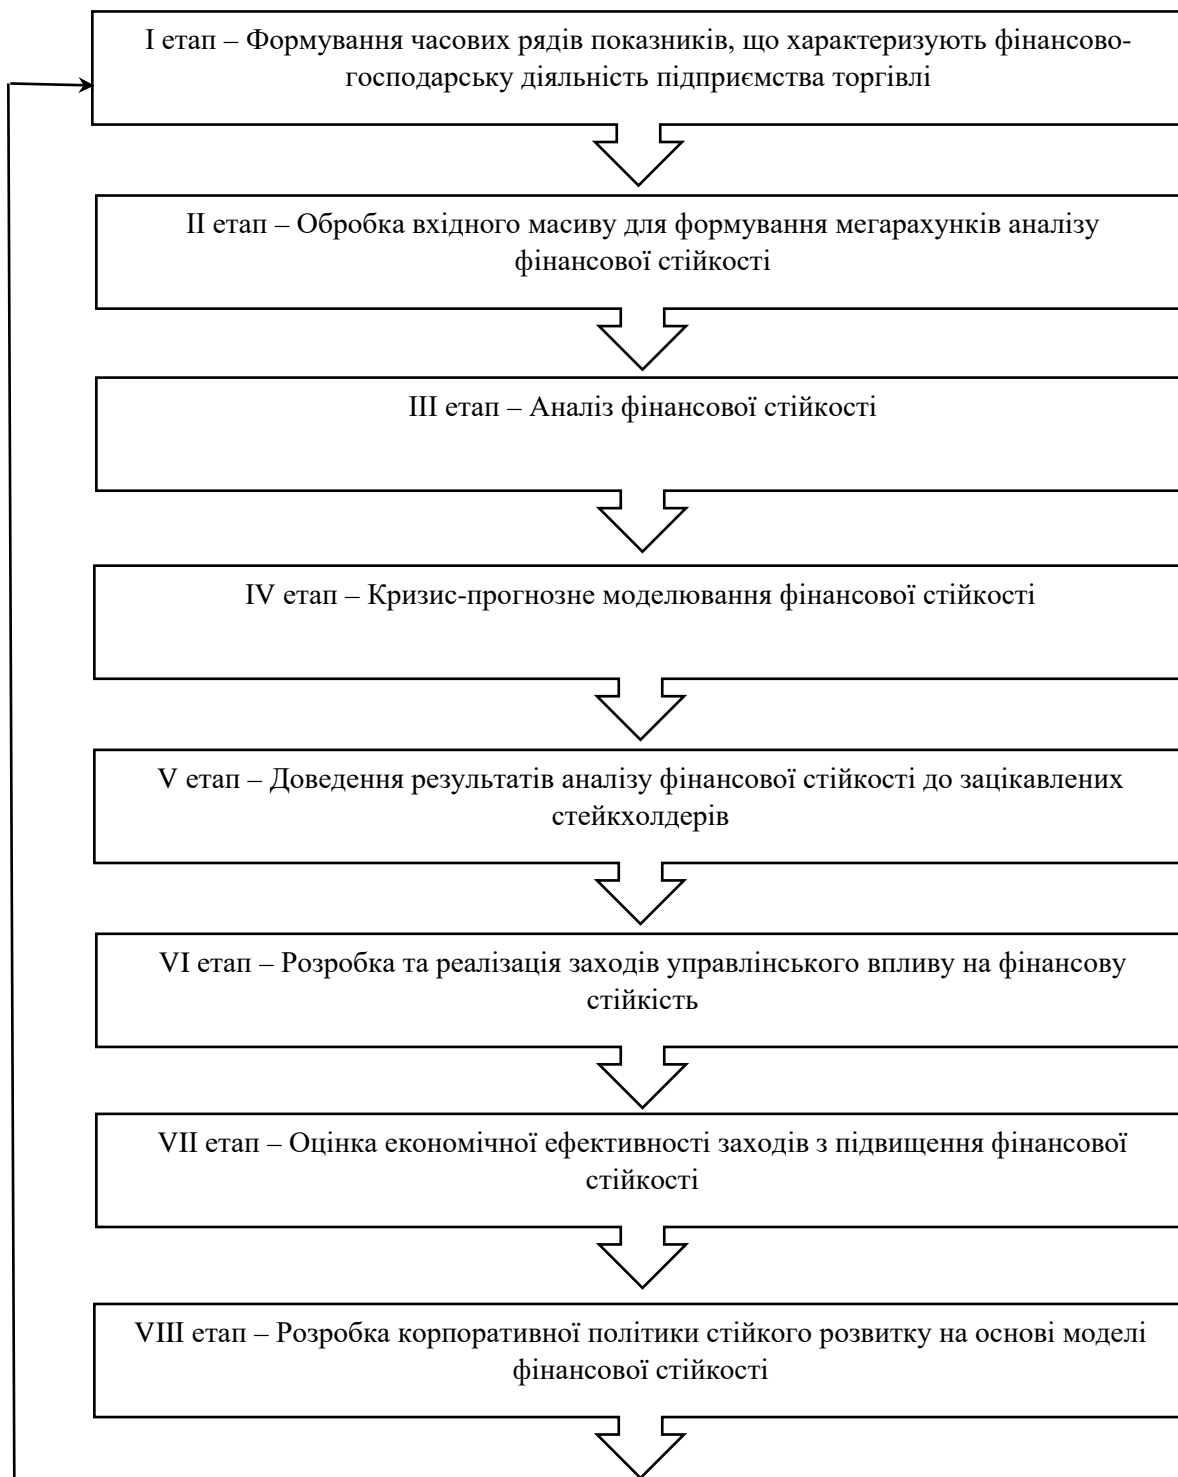 I етап – Формування часових рядів показників, що характеризують фінансово-
господарську діяльність підприємства торгівлі
II етап – Обробка вхідного масиву для формування мегарахунків аналізу
фінансової стійкості
III етап – Аналіз фінансової стійкості
IV етап – Кризис-прогнозне моделювання фінансової стійкості
V етап – Доведення результатів аналізу фінансової стійкості до зацікавлених
стейкхолдерів
VI етап – Розробка та реалізація заходів управлінського впливу на фінансову
стійкість
VII етап – Оцінка економічної ефективності заходів з підвищення фінансової
стійкості
VIII етап – Розробка корпоративної політики стійкого розвитку на основі моделі
фінансової стійкості